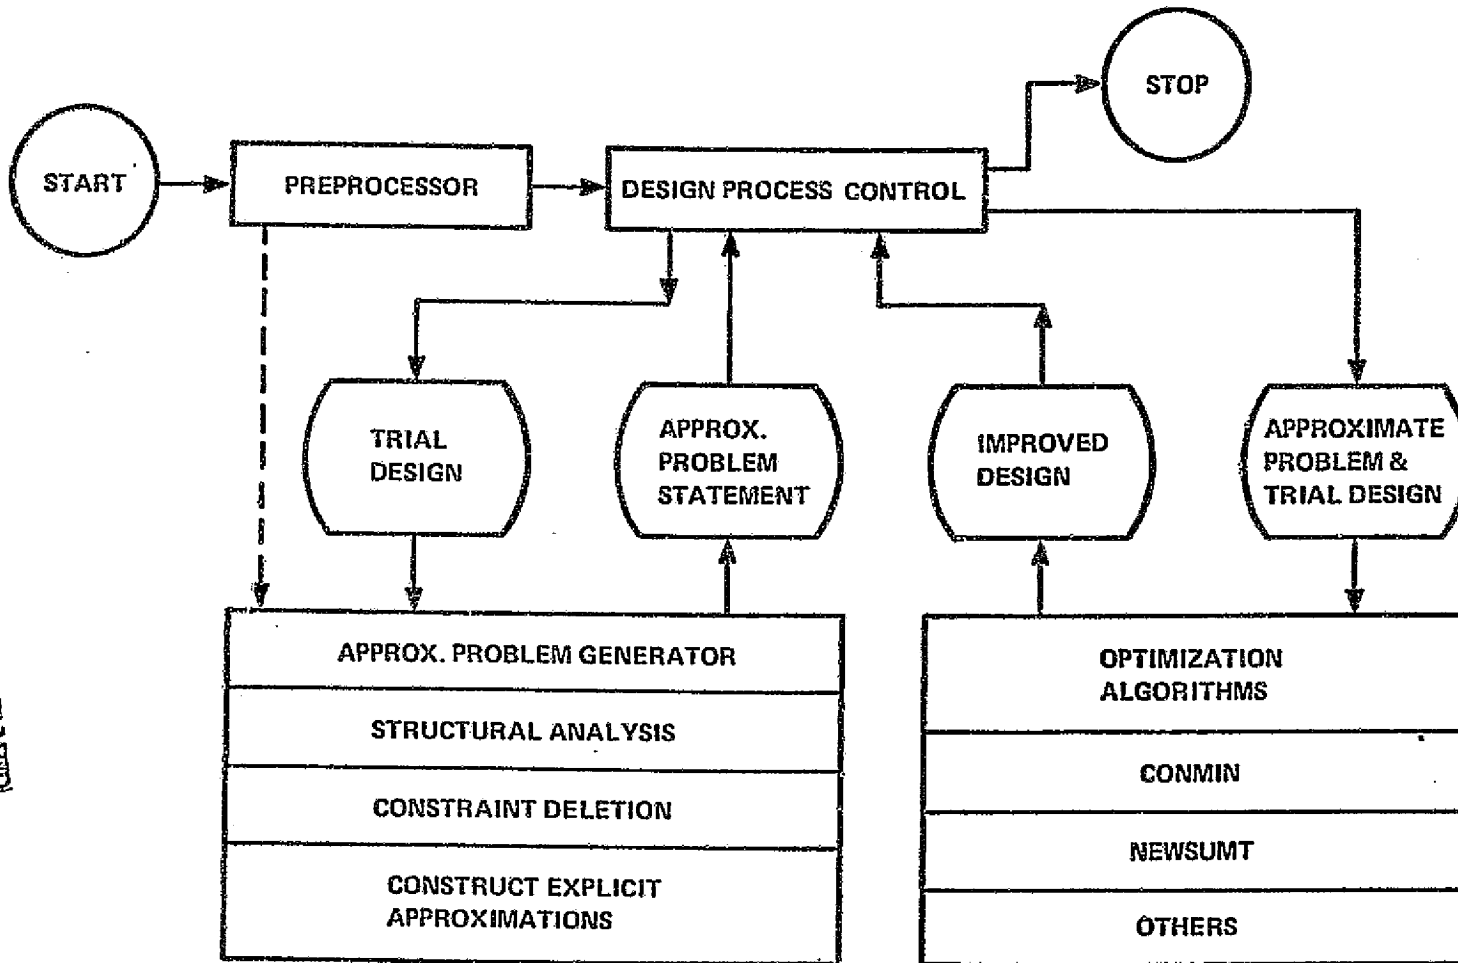 STOP
START
PREPROCESSOR
DESIGN PROCESS CONTROL
TRIAL
DESIGN
APPROX.
PROBLEM
STATEMENT
IMPROVED
DESIGN
APPROXIMATE
PROBLEM &
TRIAL DESIGN
APPROX. PROBLEM GENERATOR
STRUCTURAL ANALYSIS
CONSTRAINT DELETION
CONSTRUCT EXPLICIT
APPROXIMATIONS
OPTIMIZATION
ALGORITHMS
CONMIN
NEWSUMT
OTHERS